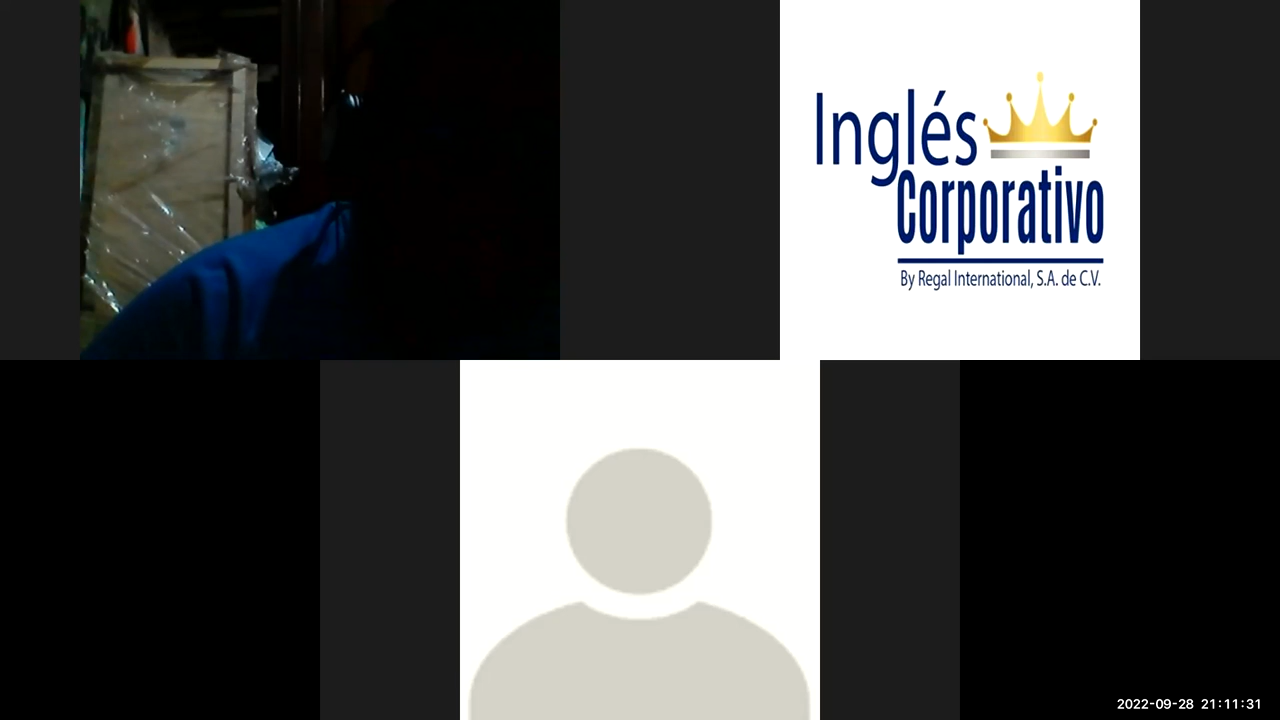 Inglés
Corporativo
By Regal International, S.A. de C.V.
2022-09-28 21:11:31